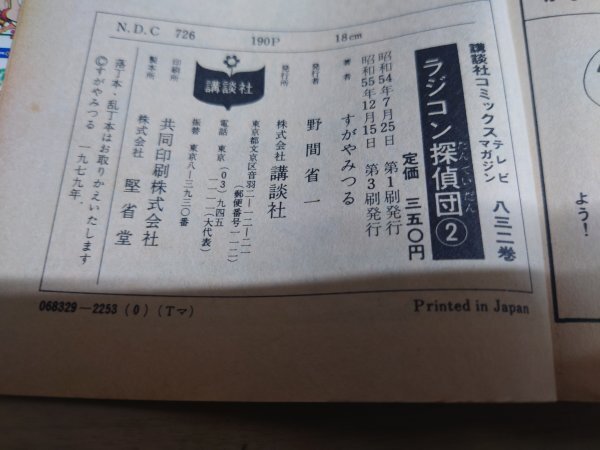 N.D.C 726 190P 18cm
講談社コミックス テレビマガジン 八三二巻
ラジコン探偵団②
たんていだん
定価 三五〇円
昭和54年7月25日 第1刷発行
昭和55年12月15日 第3刷発行
著者 すがやみつる
発行者 野間省一
発行所 株式会社 講談社
東京都文京区音羽二―一二―二一
(郵便番号一一二)
電話 東京(〇三)九四五
一一一一(大代表)
振替 東京八―三九三〇番
講談社
印刷所 共同印刷株式会社
製本所 株式会社 堅省堂
落丁本・乱丁本はお取りかえいたします
©すがやみつる 一九七九年.
068329-2253 (0) (Tマ)
Printed in Japan
よう!